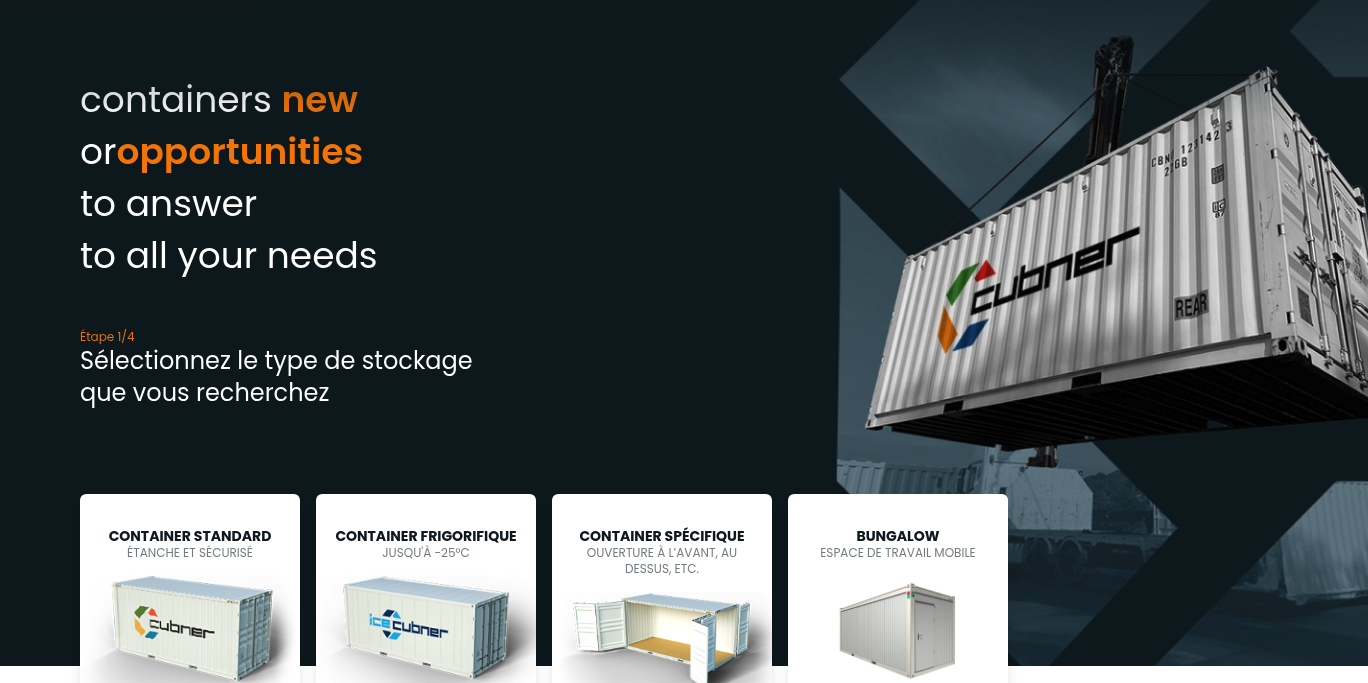 containers new
oropportunities
to answer
to all your needs
Étape 1/4
Sélectionnez le type de stockage
que vous recherchez
cubner
REAR
CONTAINER STANDARD
ÉTANCHE ET SÉCURISÉ
cubner
CONTAINER FRIGORIFIQUE
JUSQU'À -25°C
ice cubner
CONTAINER SPÉCIFIQUE
OUVERTURE À L’AVANT, AU
DESSUS, ETC.
BUNGALOW
ESPACE DE TRAVAIL MOBILE